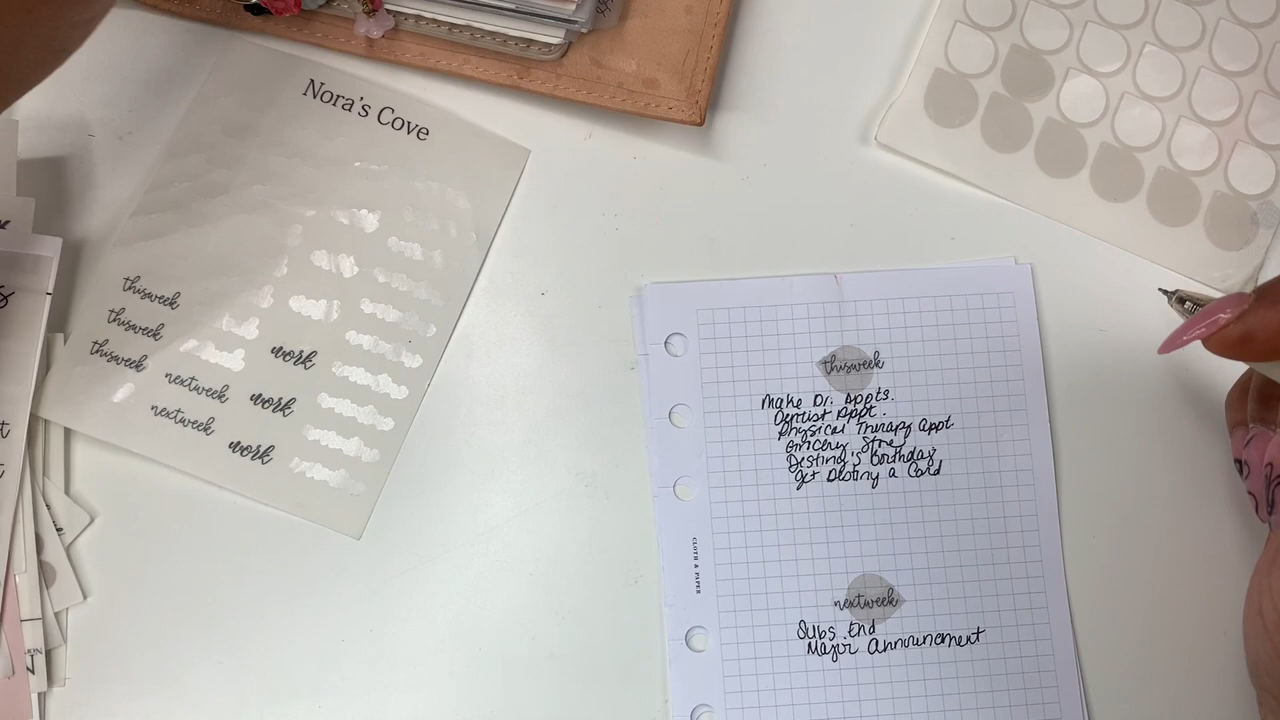 Nora's Cove
thisweek
thisweek
thisweek
nextweek
nextweek
work
work
work
CLOTH & PAPER
thisweek
Make Dr. Appts.
Dentist Appt.
Physical Therapy appt
Grocery Store
Destiny's Birthday
get Destiny a Card
nextweek
Subs End
Major Announcement